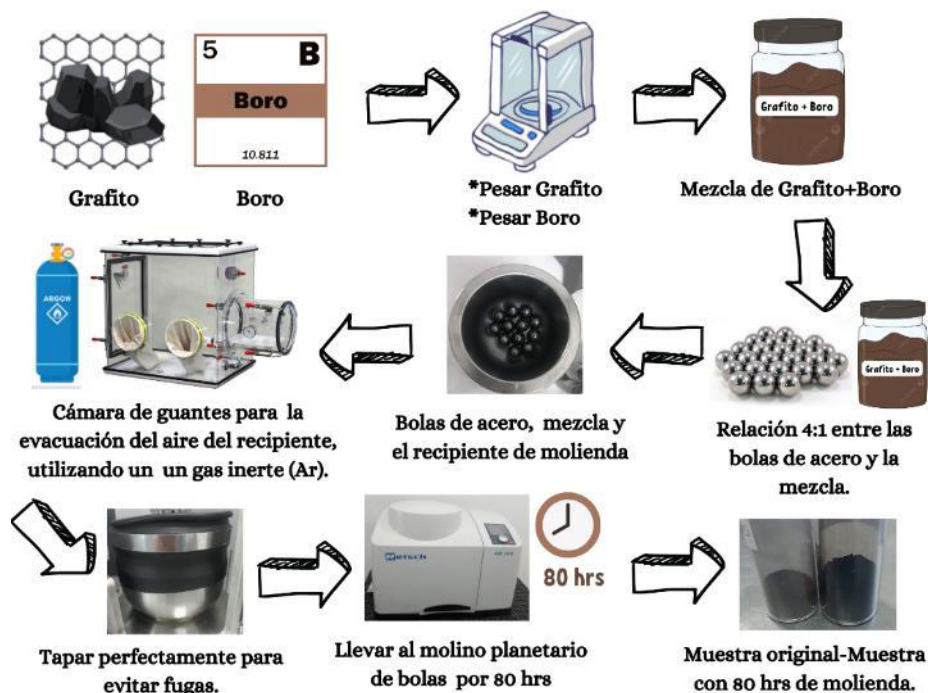 5 B
Boro
10.811
Grafito
Boro
*Pesar Grafito
*Pesar Boro
Grafito + Boro
Mezcla de Grafito+Boro
Grafito + Boro
Relación 4:1 entre las
bolas de acero y la
mezcla.
Bolas de acero, mezcla y
el recipiente de molienda
ARGON
Cámara de guantes para la
evacuación del aire del recipiente,
utilizando un un gas inerte (Ar).
Tapar perfectamente para
evitar fugas.
Retsch
80 hrs
Llevar al molino planetario
de bolas por 80 hrs
Muestra original-Muestra
con 80 hrs de molienda.